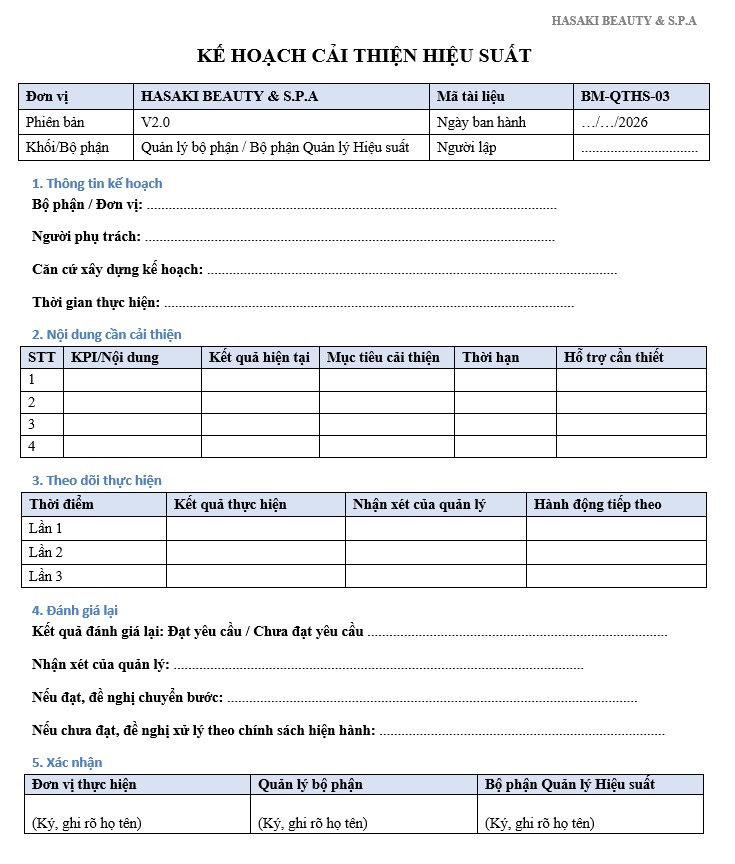 HASAKI BEAUTY & S.P.A
KẾ HOẠCH CẢI THIỆN HIỆU SUẤT
Đơn vị HASAKI BEAUTY & S.P.A Mã tài liệu BM-QTHS-03
Phiên bản V2.0 Ngày ban hành …/…/2026
Khối/Bộ phận Quản lý bộ phận / Bộ phận Quản lý Hiệu suất Người lập ................................
1. Thông tin kế hoạch
Bộ phận / Đơn vị: ................................................................................................................
Người phụ trách: ................................................................................................................
Căn cứ xây dựng kế hoạch: ................................................................................................................
Thời gian thực hiện: ................................................................................................................
2. Nội dung cần cải thiện
STT KPI/Nội dung Kết quả hiện tại Mục tiêu cải thiện Thời hạn Hỗ trợ cần thiết
1
2
3
4
3. Theo dõi thực hiện
Thời điểm Kết quả thực hiện Nhận xét của quản lý Hành động tiếp theo
Lần 1
Lần 2
Lần 3
4. Đánh giá lại
Kết quả đánh giá lại: Đạt yêu cầu / Chưa đạt yêu cầu ..................................................................................
Nhận xét của quản lý: ................................................................................................................
Nếu đạt, đề nghị chuyển bước: ................................................................................................................
Nếu chưa đạt, đề nghị xử lý theo chính sách hiện hành: ..............................................................................
5. Xác nhận
Đơn vị thực hiện Quản lý bộ phận Bộ phận Quản lý Hiệu suất
(Ký, ghi rõ họ tên) (Ký, ghi rõ họ tên) (Ký, ghi rõ họ tên)